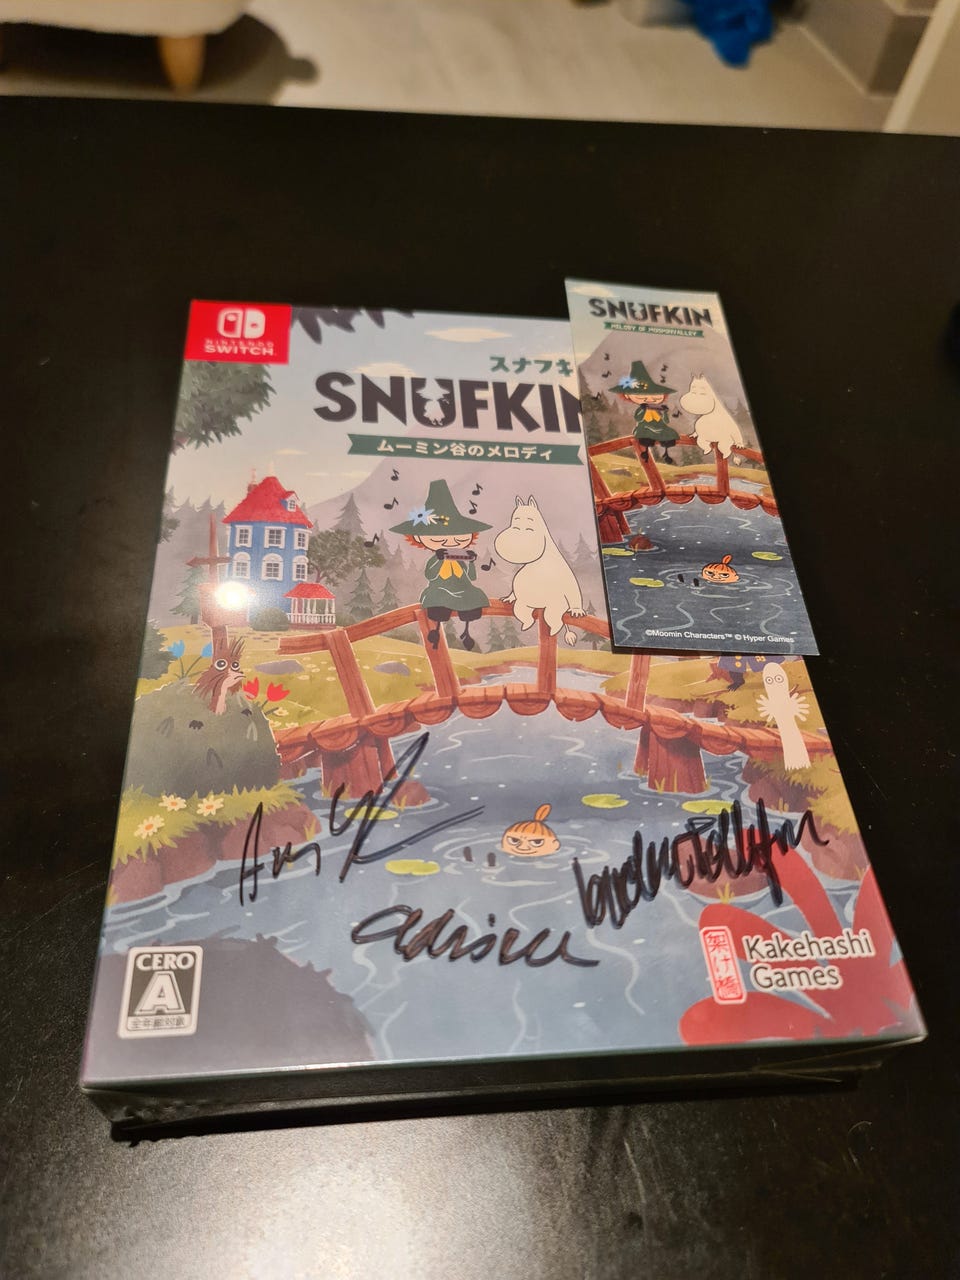 NINTENDO
SWITCH
スナフキ
SNUFKIN
ムーミン谷のメロディ
SNUFKIN
MELODY OF MOOMINVALLEY
©Moomin Characters™ © Hyper Games
CERO
A
全年齢対象
架け橋
Kakehashi
Games